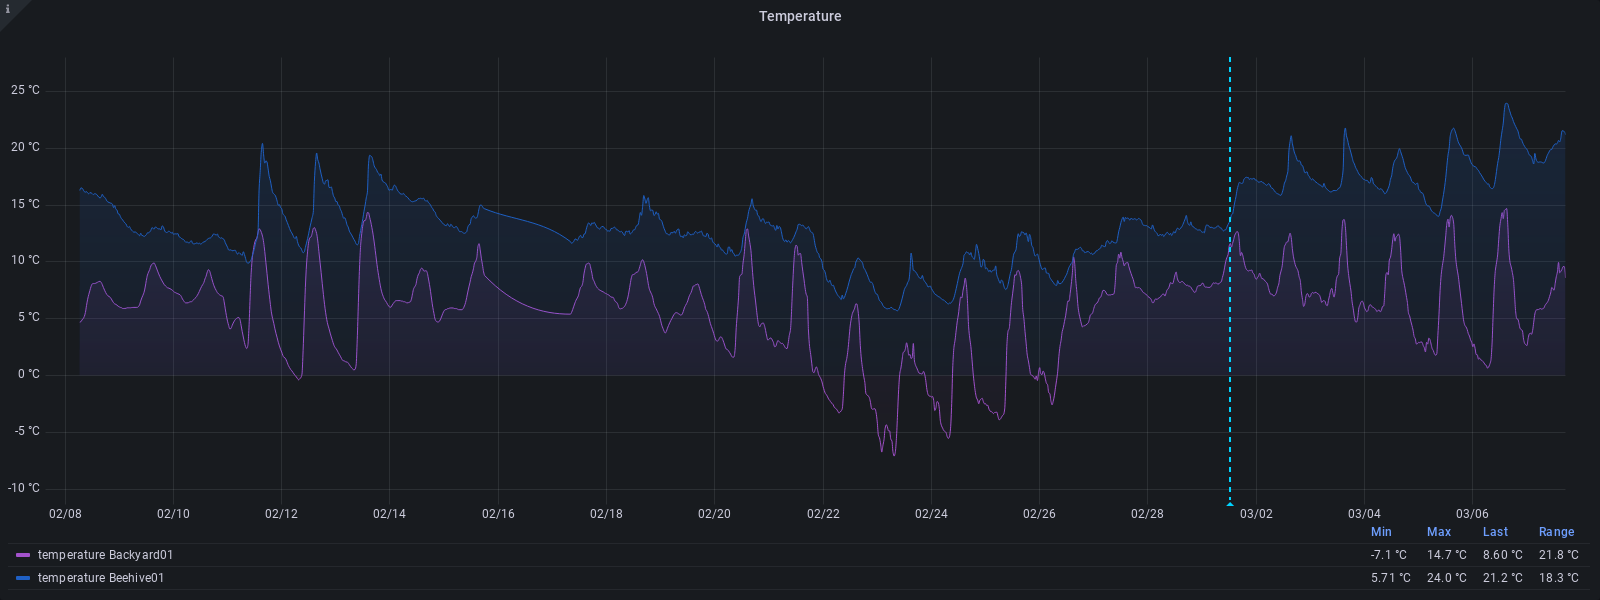 i
Temperature
25 °C
20 °C
15 °C
10 °C
5 °C
0 °C
-5 °C
-10 °C
02/08 02/10 02/12 02/14 02/16 02/18 02/20 02/22 02/24 02/26 02/28 03/02 03/04 03/06
Min Max Last Range
temperature Backyard01 -7.1 °C 14.7 °C 8.60 °C 21.8 °C
temperature Beehive01 5.71 °C 24.0 °C 21.2 °C 18.3 °C